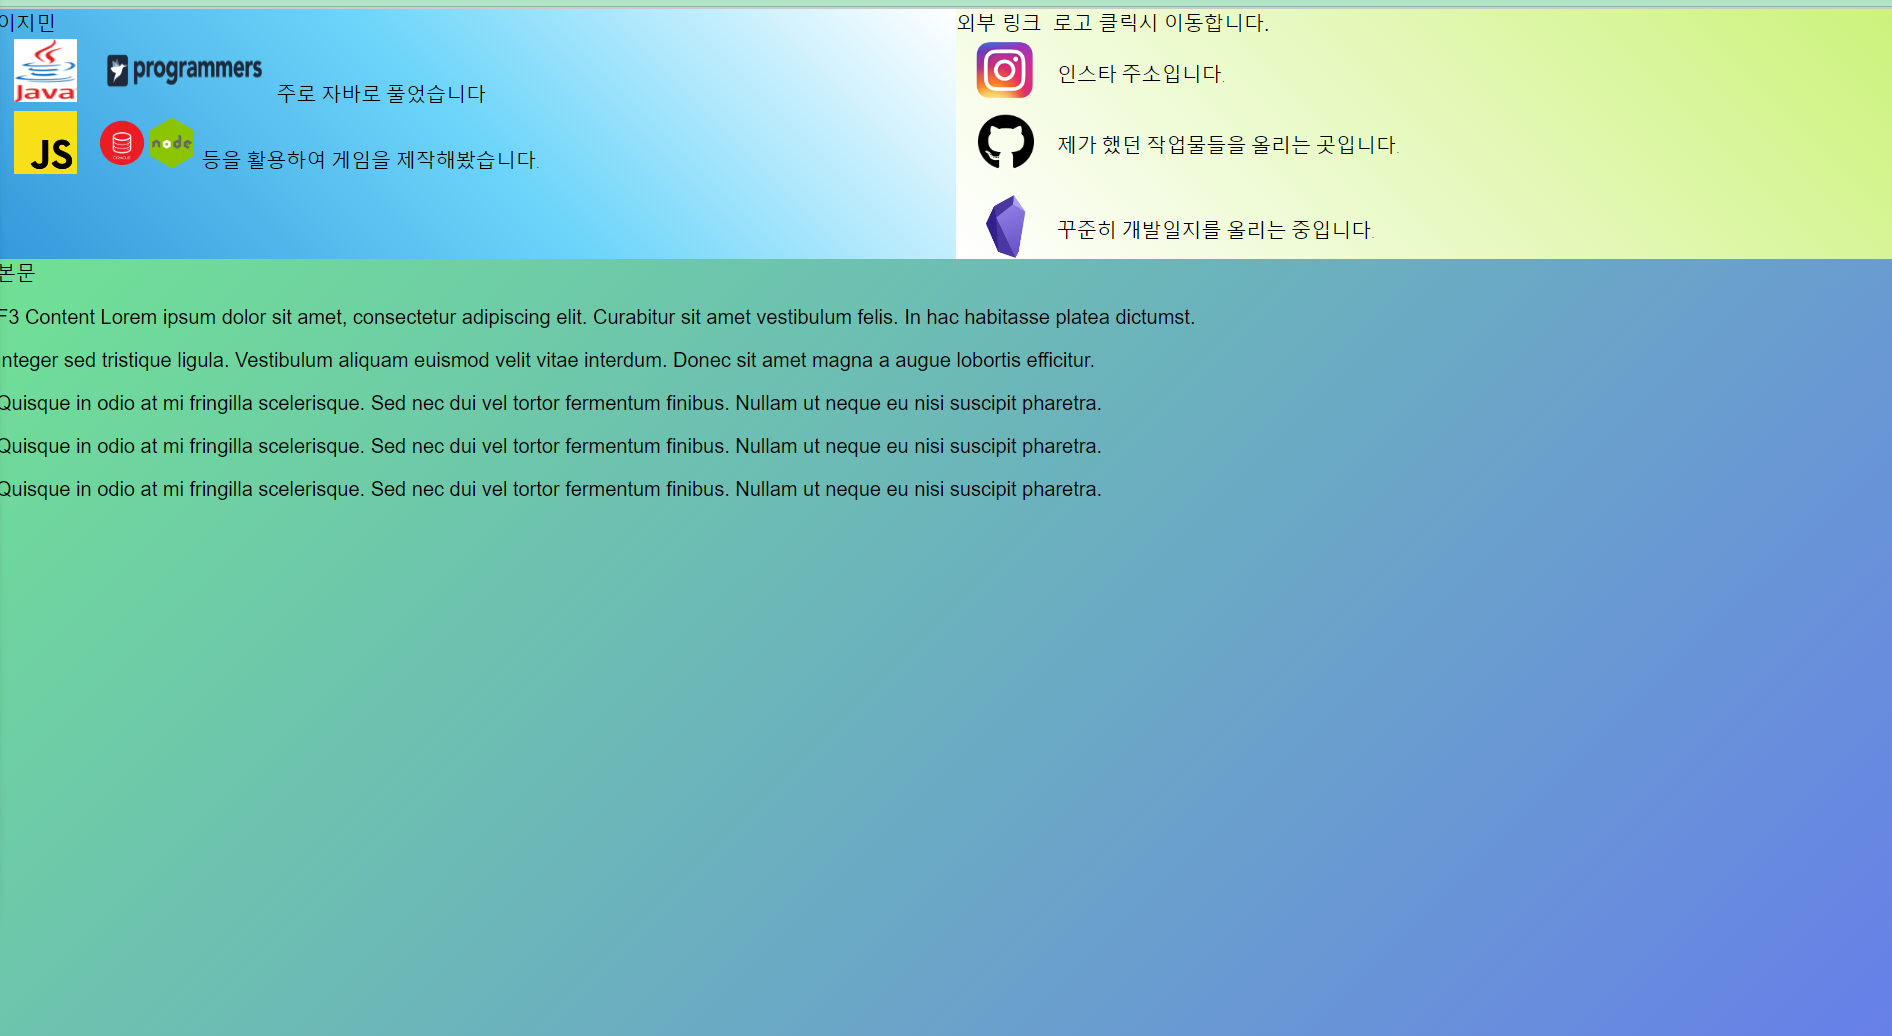 이지민
Java
programmers 주로 자바로 풀었습니다
JS
ORACLE node 등을 활용하여 게임을 제작해봤습니다.
외부 링크 로고 클릭시 이동합니다.
인스타 주소입니다.
제가 했던 작업물들을 올리는 곳입니다.
꾸준히 개발일지를 올리는 중입니다.
본문
F3 Content Lorem ipsum dolor sit amet, consectetur adipiscing elit. Curabitur sit amet vestibulum felis. In hac habitasse platea dictumst.
nteger sed tristique ligula. Vestibulum aliquam euismod velit vitae interdum. Donec sit amet magna a augue lobortis efficitur.
Quisque in odio at mi fringilla scelerisque. Sed nec dui vel tortor fermentum finibus. Nullam ut neque eu nisi suscipit pharetra.
Quisque in odio at mi fringilla scelerisque. Sed nec dui vel tortor fermentum finibus. Nullam ut neque eu nisi suscipit pharetra.
Quisque in odio at mi fringilla scelerisque. Sed nec dui vel tortor fermentum finibus. Nullam ut neque eu nisi suscipit pharetra.